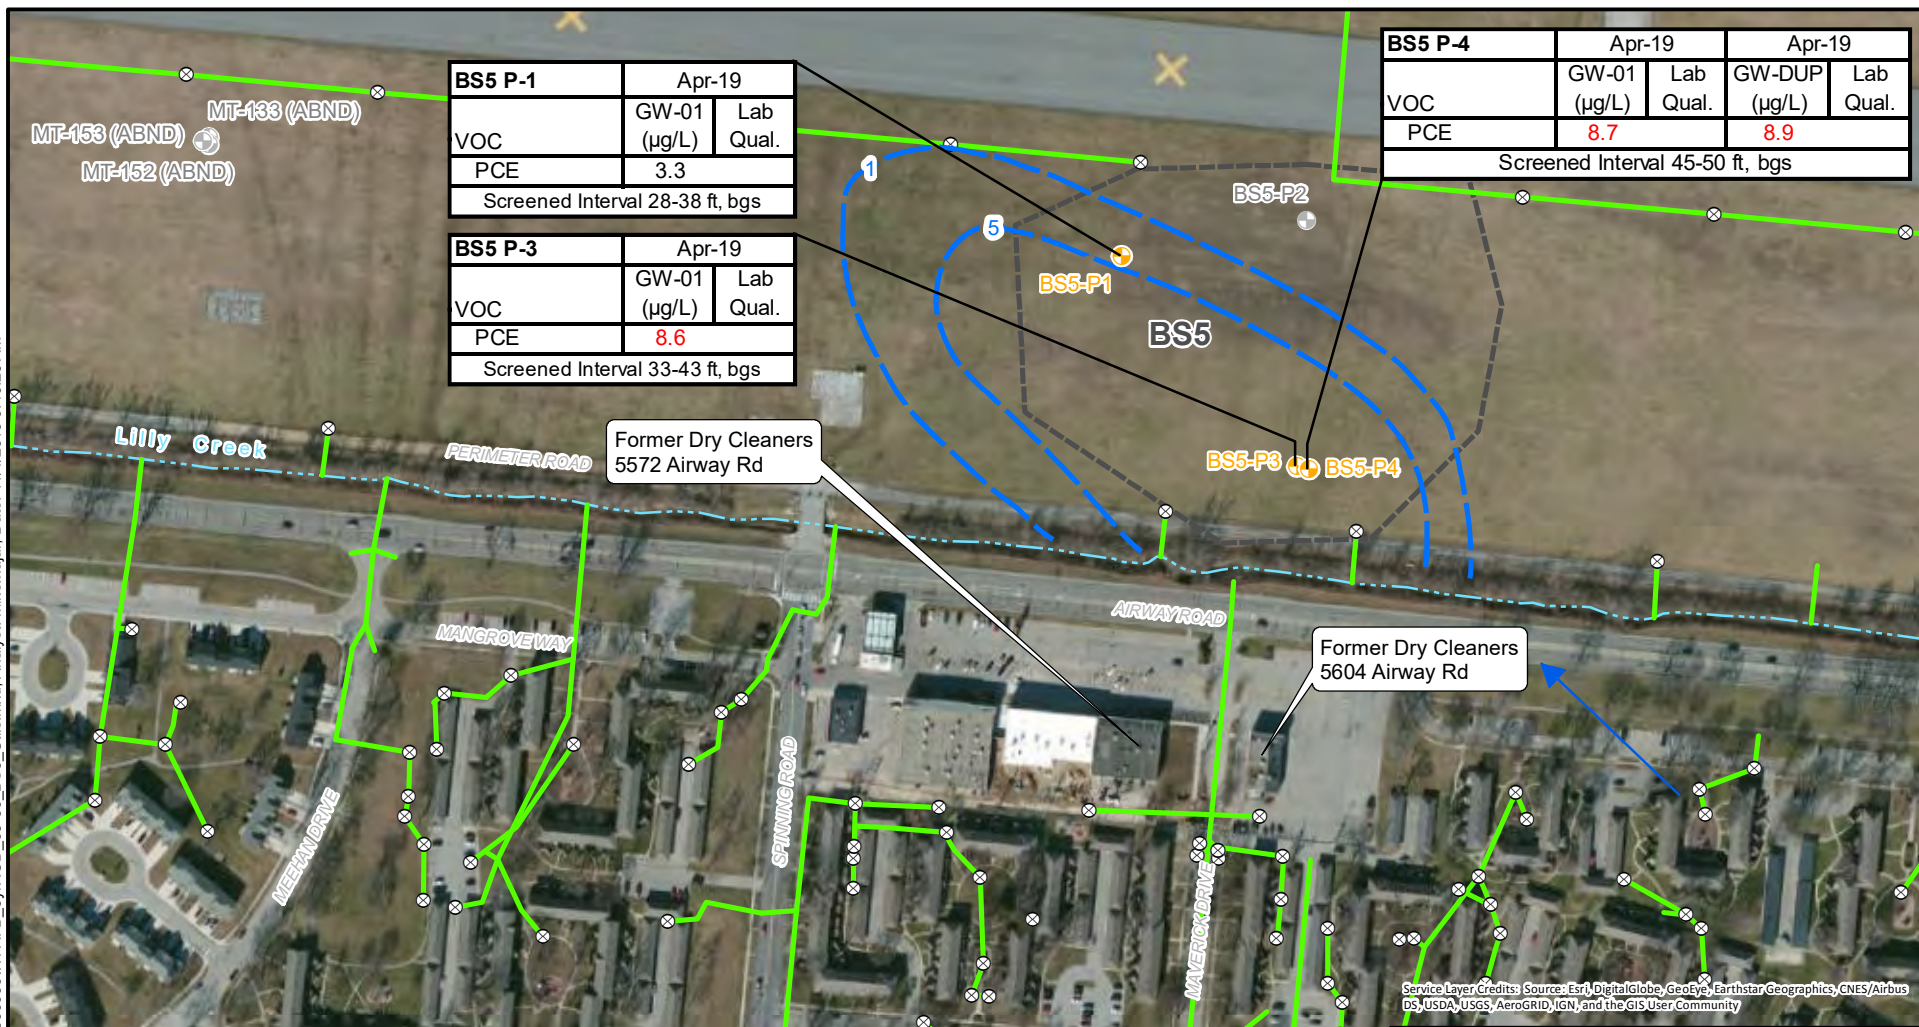 BS5 P-1 Apr-19
VOC GW-01 (µg/L) Lab Qual.
PCE 3.3
Screened Interval 28-38 ft, bgs
BS5 P-4 Apr-19 Apr-19
VOC GW-01 (µg/L) Lab Qual. GW-DUP (µg/L) Lab Qual.
PCE 8.7 8.9
Screened Interval 45-50 ft, bgs
MT-133 (ABND)
MT-153 (ABND)
MT-152 (ABND)
1
5
BS5-P2
BS5 P-3 Apr-19
VOC GW-01 (µg/L) Lab Qual.
PCE 8.6
Screened Interval 33-43 ft, bgs
BS5-P1
BS5
BS5-P3
BS5-P4
Lilly Creek
PERIMETER ROAD
Former Dry Cleaners
5572 Airway Rd
AIRWAY ROAD
MANGROVE WAY
Former Dry Cleaners
5604 Airway Rd
MEEHAN DRIVE
SPINNING ROAD
MAVERICK DRIVE
Service Layer Credits: Source: Esri, DigitalGlobe, GeoEye, Earthstar Geographics, CNES/Airbus
DS, USDA, USGS, AeroGRID, IGN, and the GIS User Community